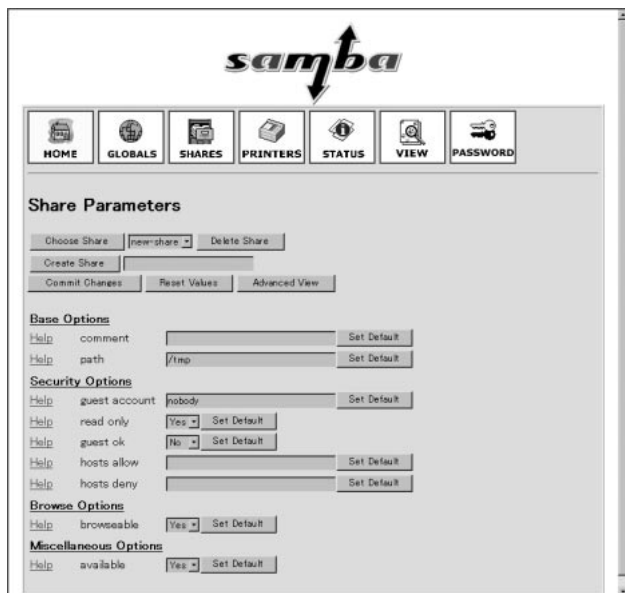 samba
HOME GLOBALS SHARES PRINTERS STATUS VIEW PASSWORD
Share Parameters
Choose Share new-share Delete Share
Create Share
Commit Changes Reset Values Advanced View
Base Options
Help comment Set Default
Help path /tmp Set Default
Security Options
Help guest account nobody Set Default
Help read only Yes Set Default
Help guest ok No Set Default
Help hosts allow Set Default
Help hosts deny Set Default
Browse Options
Help browseable Yes Set Default
Miscellaneous Options
Help available Yes Set Default